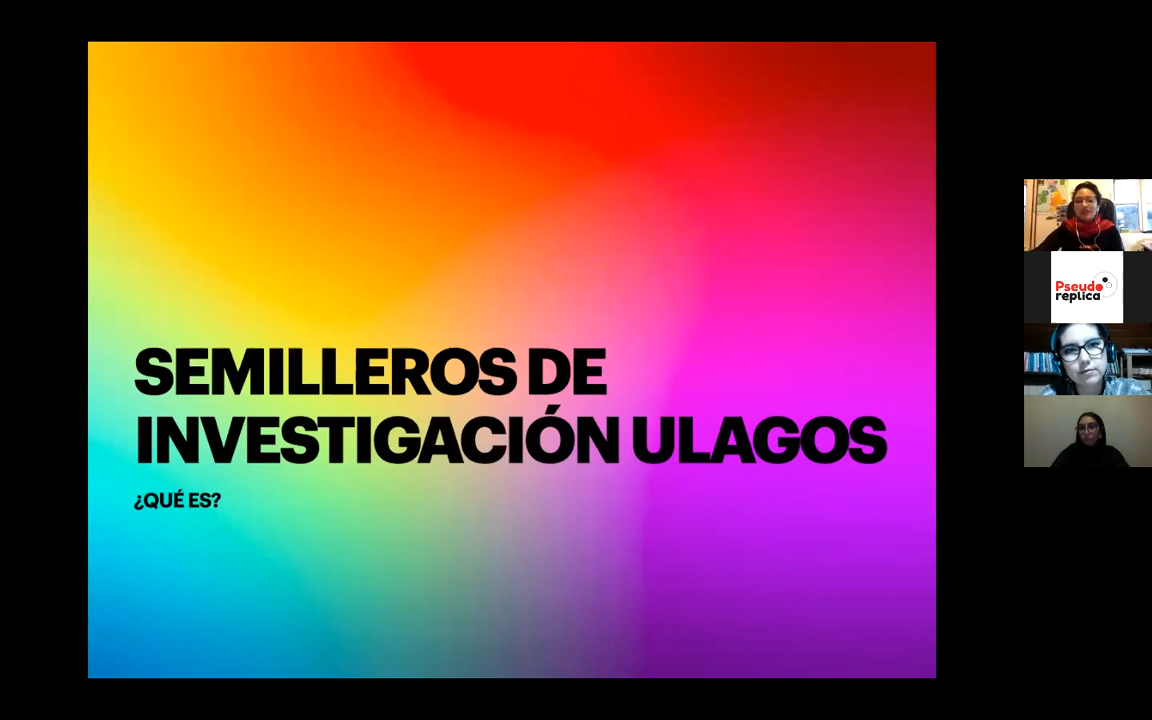 SEMILLEROS DE
INVESTIGACIÓN ULAGOS
¿QUÉ ES?
Pseudo
replica